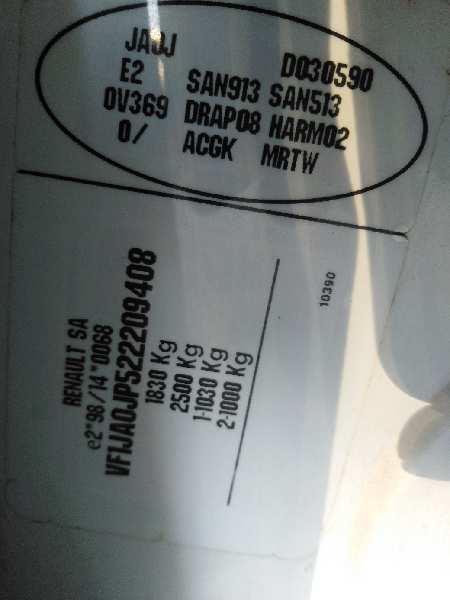 JA0J D030590
E2 SAN913 SAN513
0V369 DRAP08 HARM02
0/ ACGK MRTW
RENAULT SA
e2*98/14*0068
VF1JA0JP522209408
1830 Kg
2500 Kg
1-1030 Kg
2-1000 Kg
10390